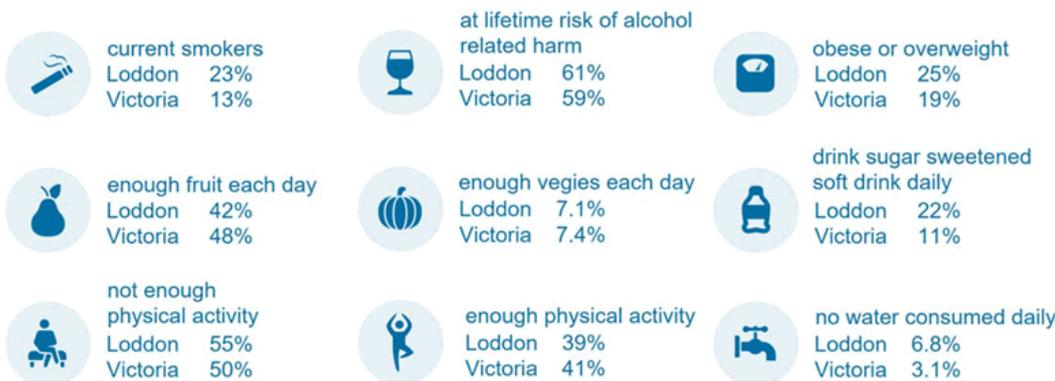 current smokers
Loddon 23%
Victoria 13%
at lifetime risk of alcohol
related harm
Loddon 61%
Victoria 59%
obese or overweight
Loddon 25%
Victoria 19%
enough fruit each day
Loddon 42%
Victoria 48%
enough vegies each day
Loddon 7.1%
Victoria 7.4%
drink sugar sweetened
soft drink daily
Loddon 22%
Victoria 11%
not enough
physical activity
Loddon 55%
Victoria 50%
enough physical activity
Loddon 39%
Victoria 41%
no water consumed daily
Loddon 6.8%
Victoria 3.1%